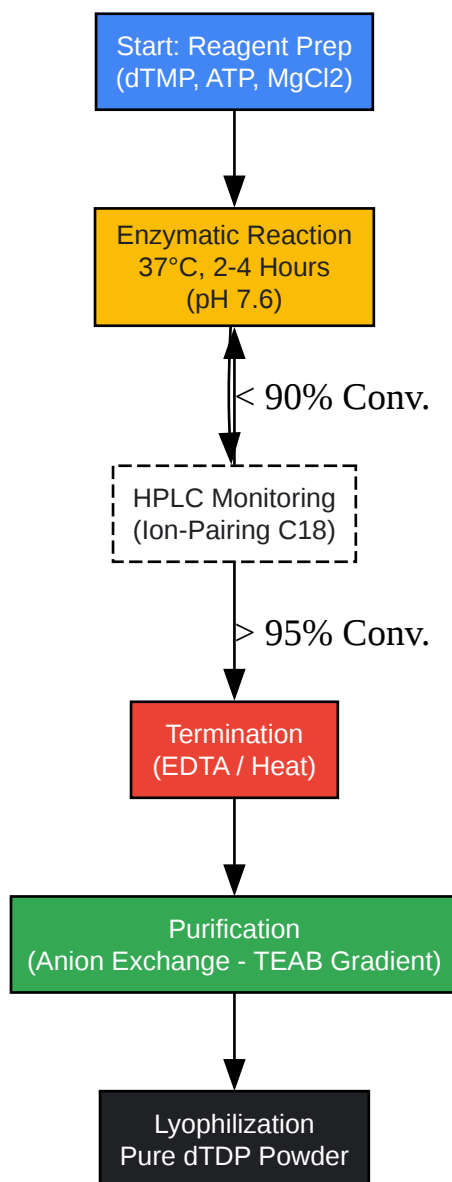 Start: Reagent Prep
(dTMP, ATP, MgCl2)
Enzymatic Reaction
37°C, 2-4 Hours
(pH 7.6)
< 90% Conv.
HPLC Monitoring
(Ion-Pairing C18)
> 95% Conv.
Termination
(EDTA / Heat)
Purification
(Anion Exchange - TEAB Gradient)
Lyophilization
Pure dTDP Powder